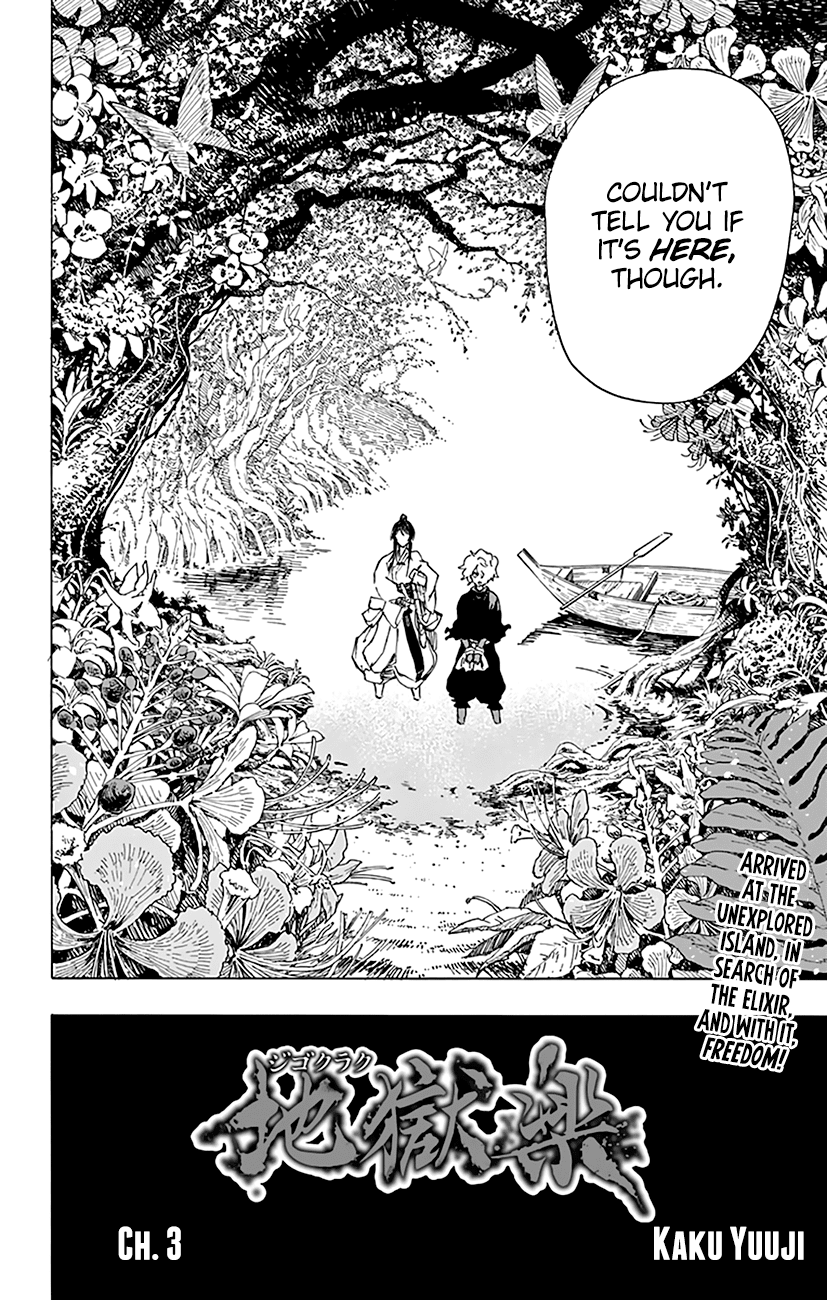 COULDN'T
TELL YOU IF
IT'S HERE,
THOUGH.
ARRIVED
AT THE
UNEXPLORED
ISLAND, IN
SEARCH OF
THE ELIXIR,
AND WITH IT,
FREEDOM!
ジゴクラク
地獄楽
CH. 3
KAKU YUUJI